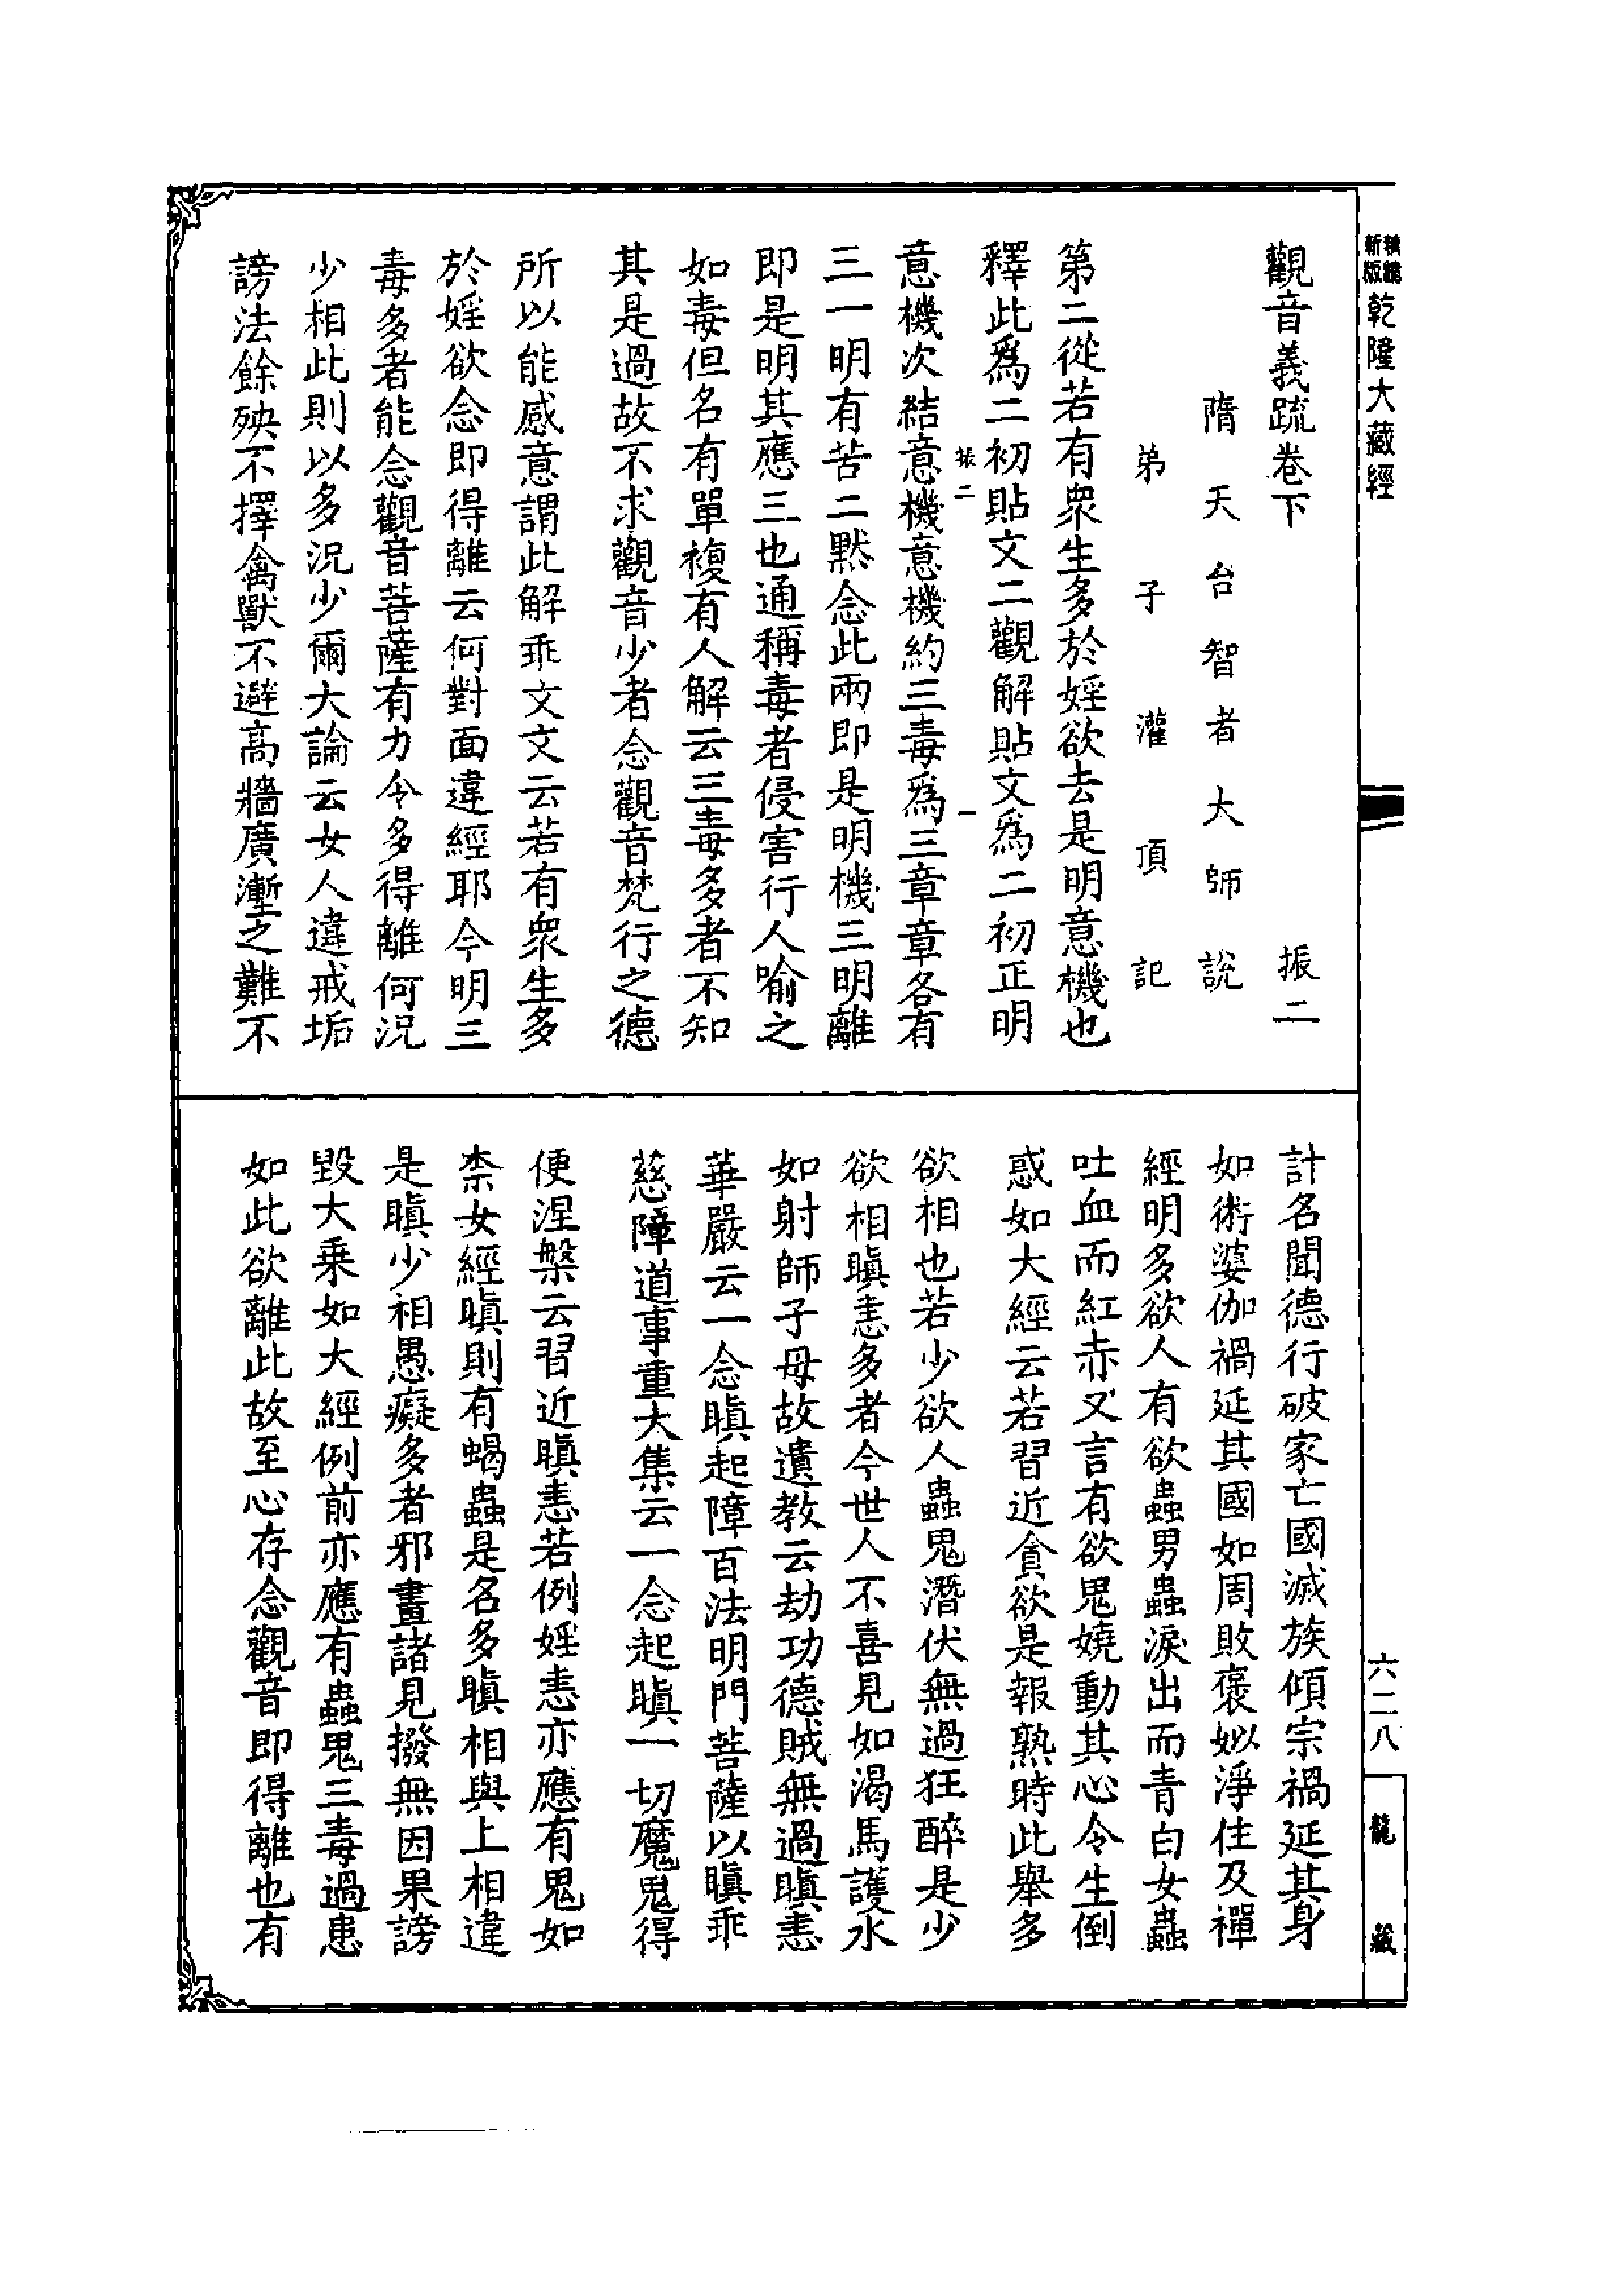 新版
乾隆大藏經
觀音義疏卷下 振二
隋天台智者大師說
弟子灌頂記
第二從若有眾生多於婬欲去是明意機也
釋此爲二初貼文二觀解貼文爲二初正明
振二 一
意機次結意機意機約三毒爲三章章各有
三一明有苦二默念此兩即是明機三明離
即是明其應三也通稱毒者侵害行人喻之
如毒但名有單複有人解云三毒多者不知
其是過故不求觀音少者念觀音梵行之德
所以能感意謂此解乖文文云若有眾生多
於婬欲念即得離云何對面違經耶今明三
毒多者能念觀音菩薩有力令多得離何況
少相此則以多況少爾大論云女人違戒垢
謗法餘殃不擇禽獸不避高牆廣壍之難不
計名聞德行破家亡國滅族傾宗禍延其身
如術婆伽禍延其國如周敗褒姒淨住及禪
經明多欲人有欲蟲男蟲淚出而青白女蟲
吐血而紅赤又言有欲鬼嬈動其心令生倒
惑如大經云若習近貪欲是報熟時此舉多
欲相也若少欲人蟲鬼潛伏無過狂醉是少
欲相瞋恚多者今世人不喜見如渴馬護水
如射師子母故遺教云劫功德賊無過瞋恚
華嚴云一念瞋起障百法明門菩薩以瞋乖
慈障道事重大集云一念起瞋一切魔鬼得
便涅槃云習近瞋恚若例婬恚亦應有鬼如
柰女經瞋則有蝎蟲是名多瞋相與上相違
是瞋少相愚癡多者邪畫諸見撥無因果謗
毀大乘如大經例前亦應有蟲鬼三毒過患
如此欲離此故至心存念觀音即得離也有
六二八
龍藏